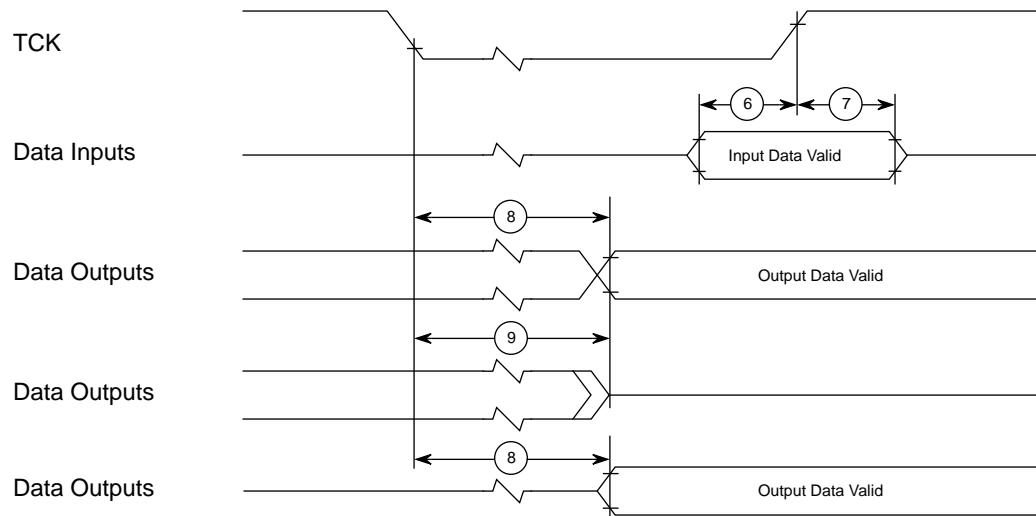 TCK
6
7
Data Inputs
Input Data Valid
8
Data Outputs
Output Data Valid
9
Data Outputs
8
Data Outputs
Output Data Valid